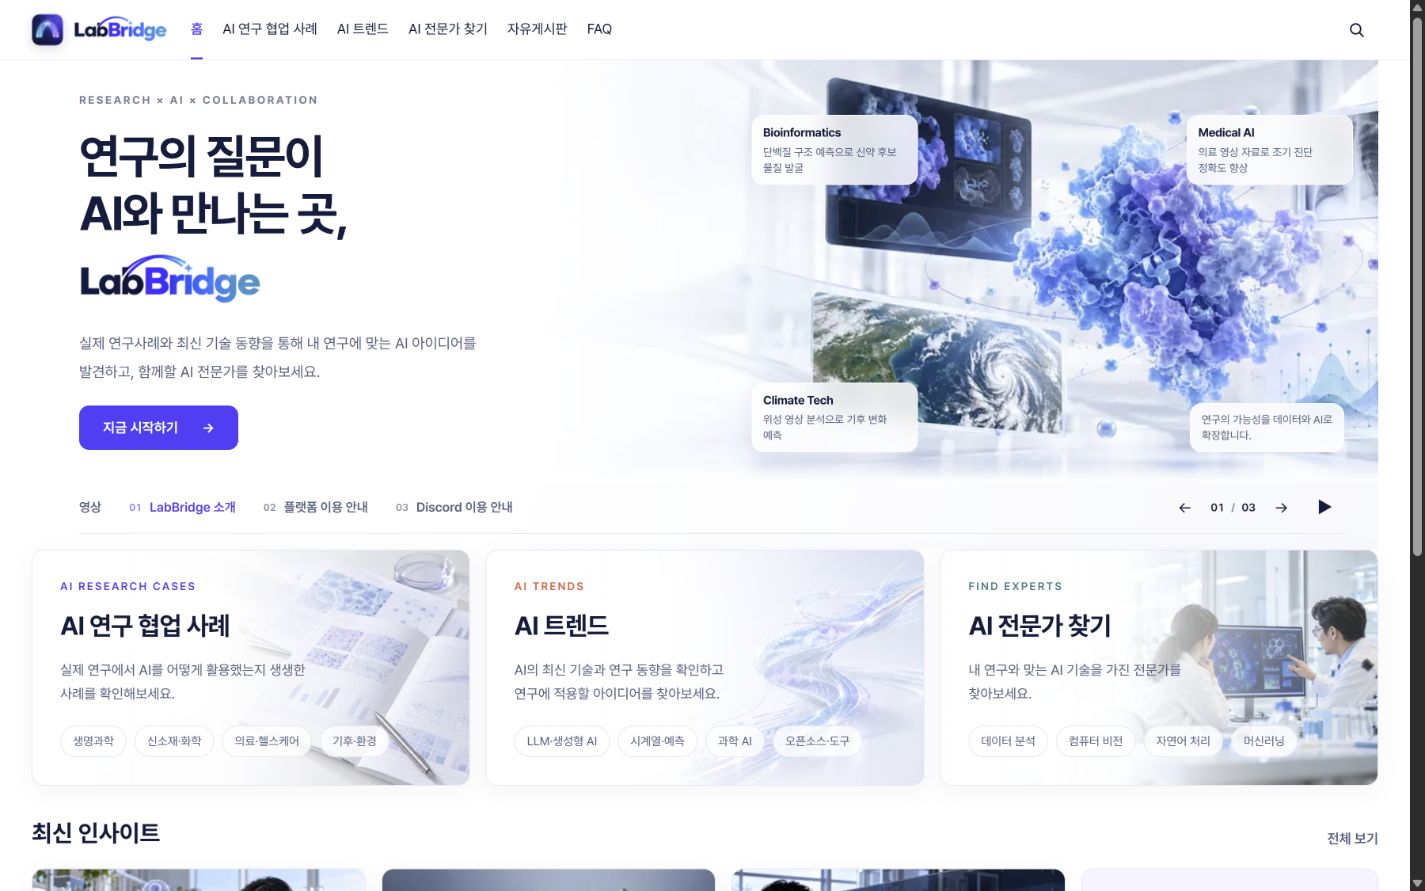 LabBridge
홈
AI 연구 협업 사례
AI 트렌드
AI 전문가 찾기
자유게시판
FAQ
RESEARCH × AI × COLLABORATION
연구의 질문이
AI와 만나는 곳,
LabBridge
실제 연구사례와 최신 기술 동향을 통해 내 연구에 맞는 AI 아이디어를
발견하고, 함께할 AI 전문가를 찾아보세요.
지금 시작하기 →
Bioinformatics
단백질 구조 예측으로 신약 후보
물질 발굴
Medical AI
의료 영상 자료로 조기 진단
정확도 향상
Climate Tech
위성 영상 분석으로 기후 변화
예측
연구의 가능성을 데이터와 AI로
확장합니다.
영상
01 LabBridge 소개
02 플랫폼 이용 안내
03 Discord 이용 안내
← 01 / 03 →
AI RESEARCH CASES
AI 연구 협업 사례
실제 연구에서 AI를 어떻게 활용했는지 생생한
사례를 확인해보세요.
생명과학
신소재·화학
의료·헬스케어
기후·환경
AI TRENDS
AI 트렌드
AI의 최신 기술과 연구 동향을 확인하고
연구에 적용할 아이디어를 찾아보세요.
LLM·생성형 AI
시계열·예측
과학 AI
오픈소스·도구
FIND EXPERTS
AI 전문가 찾기
내 연구와 맞는 AI 기술을 가진 전문가를
찾아보세요.
데이터 분석
컴퓨터 비전
자연어 처리
머신러닝
최신 인사이트
전체 보기